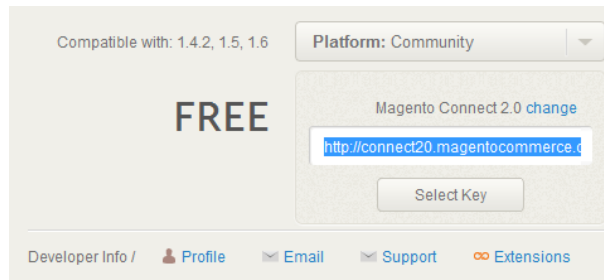 Compatible with: 1.4.2, 1.5, 1.6
Platform: Community
FREE
Magento Connect 2.0 change
http://connect20.magentocommerce.c
Select Key
Developer Info / Profile Email Support Extensions